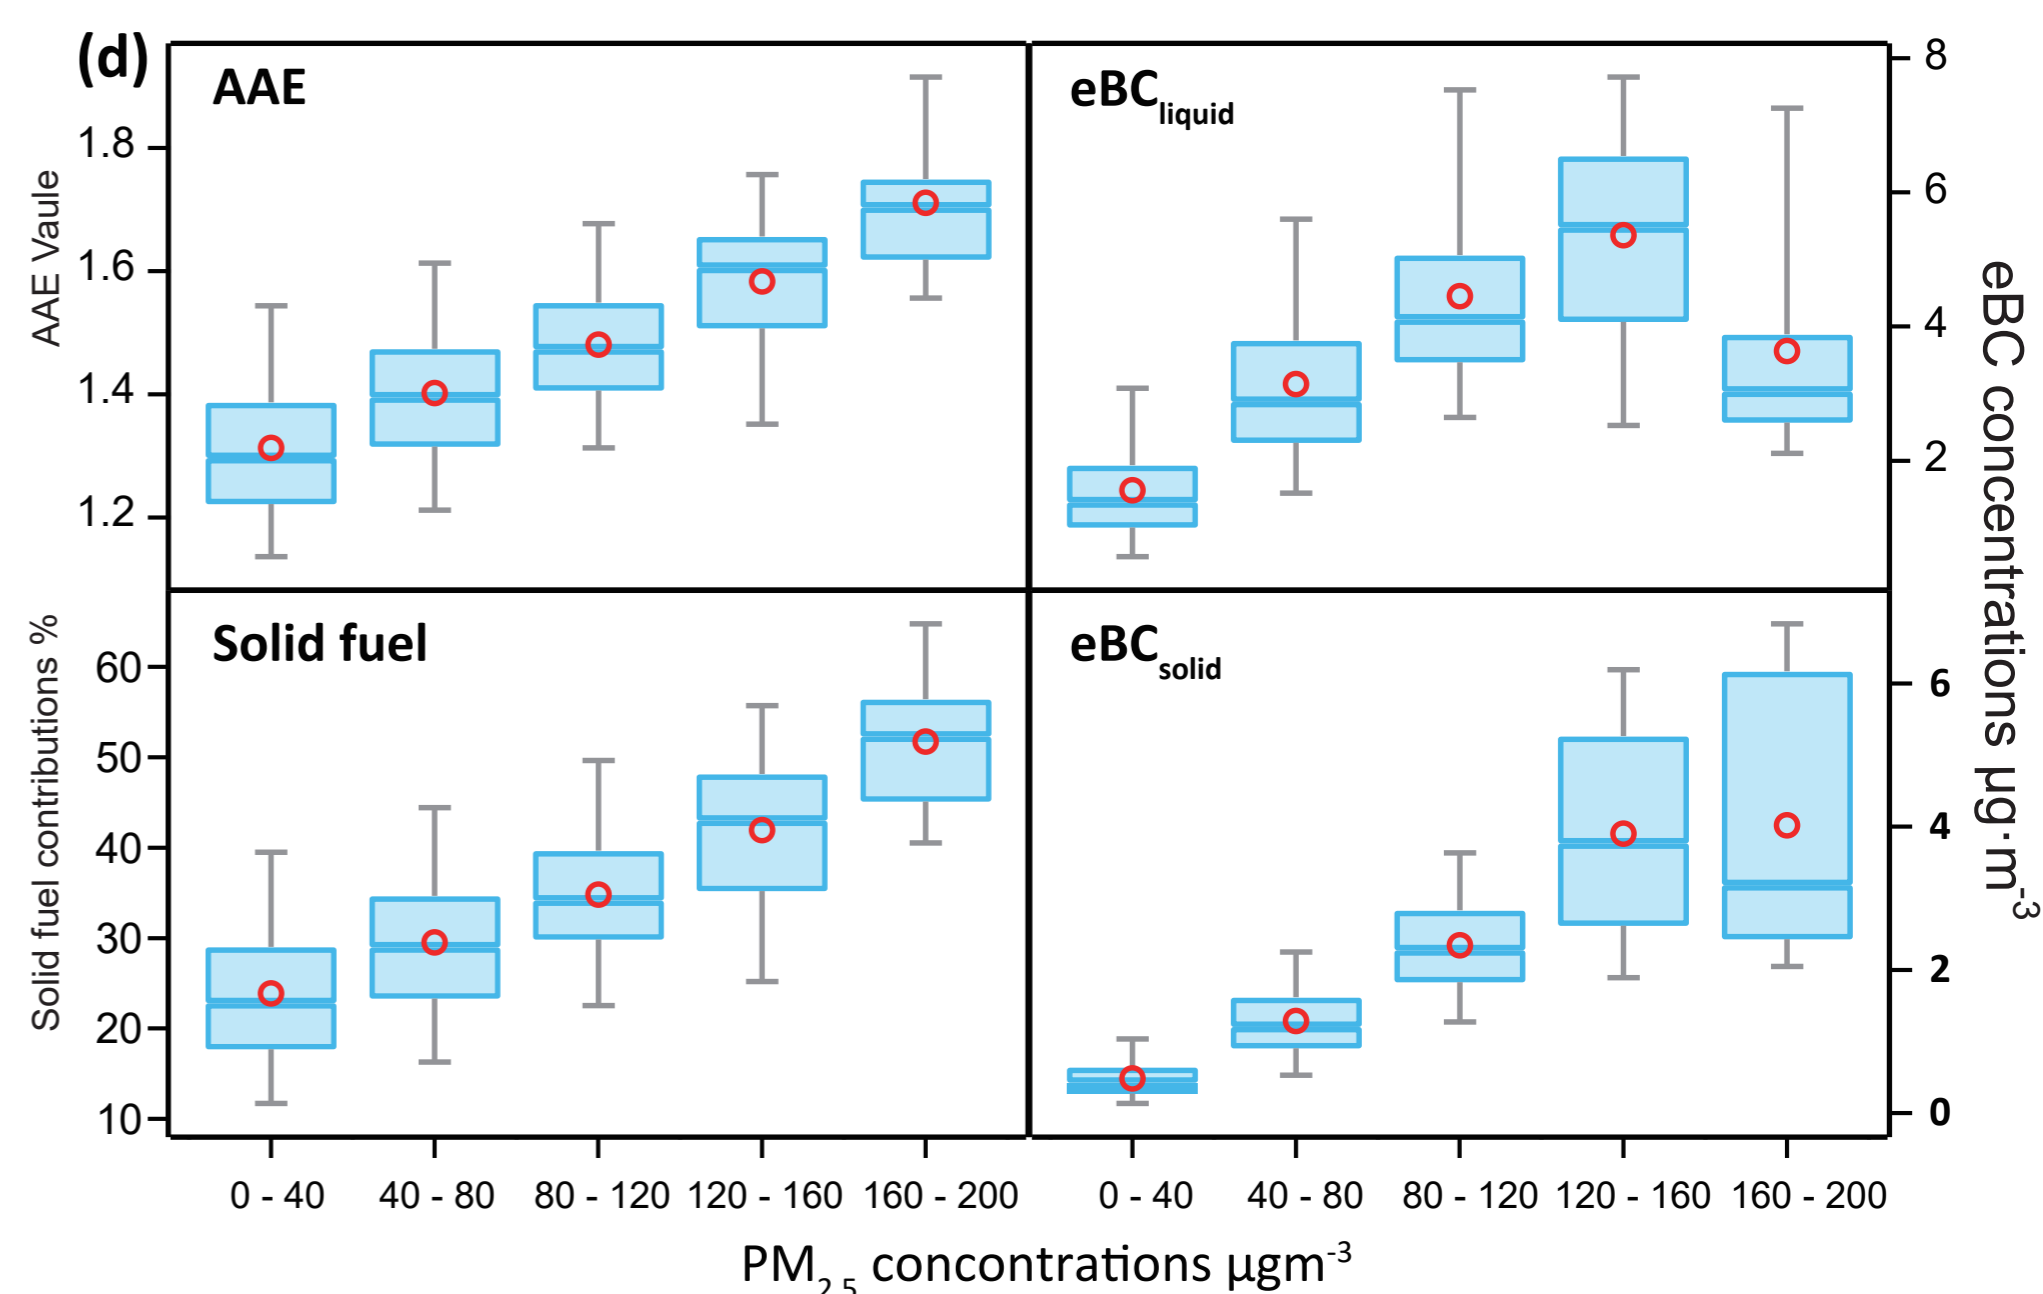 (d)
AAE
eBC_liquid
AAE Vaule
1.8
1.6
1.4
1.2
8
6
4
2
Solid fuel
eBC_solid
Solid fuel contributions %
60
50
40
30
20
10
6
4
2
0
eBC concentrations µg·m⁻³
0 - 40 40 - 80 80 - 120 120 - 160 160 - 200 0 - 40 40 - 80 80 - 120 120 - 160 160 - 200
PM₂.₅ concontrations µgm⁻³